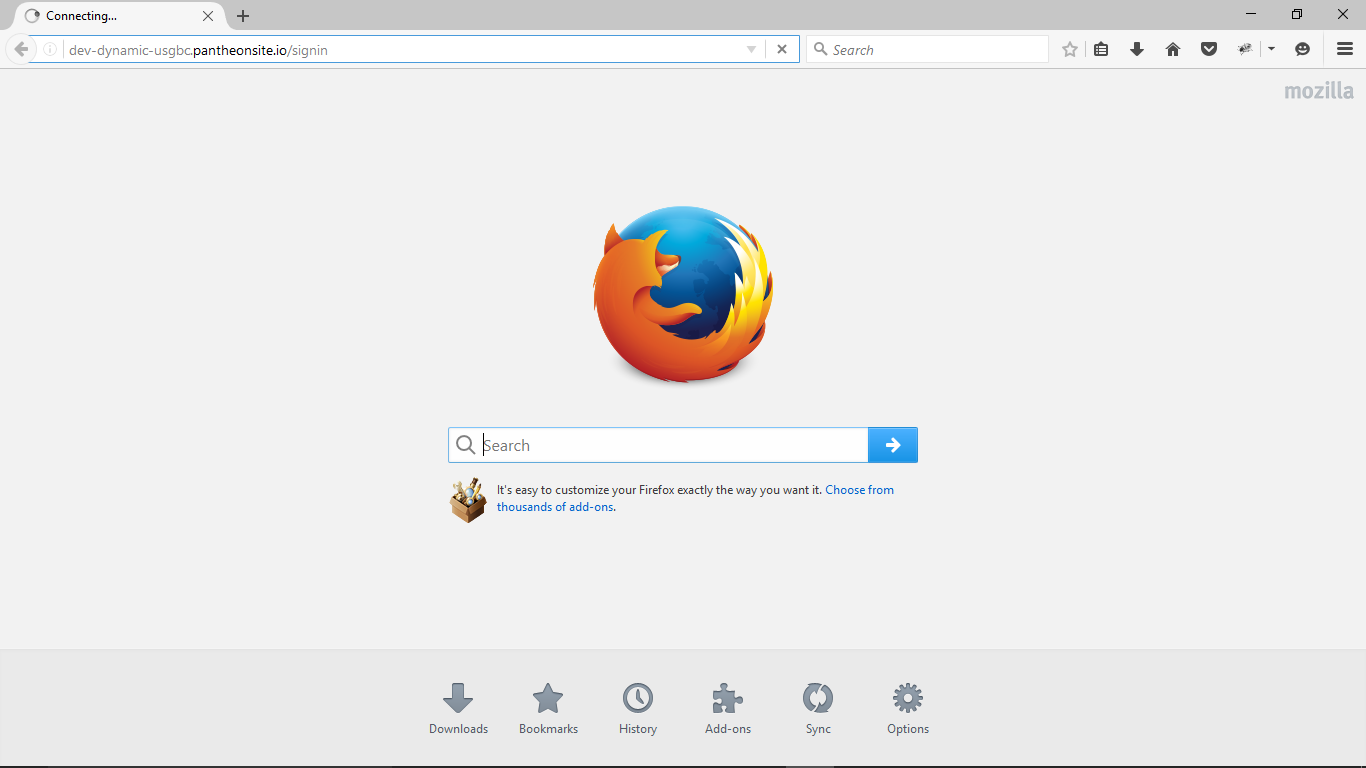 Connecting...
dev-dynamic-usgbc.pantheonsite.io/signin
Search
mozilla
Search
It's easy to customize your Firefox exactly the way you want it. Choose from
thousands of add-ons.
Downloads Bookmarks History Add-ons Sync Options